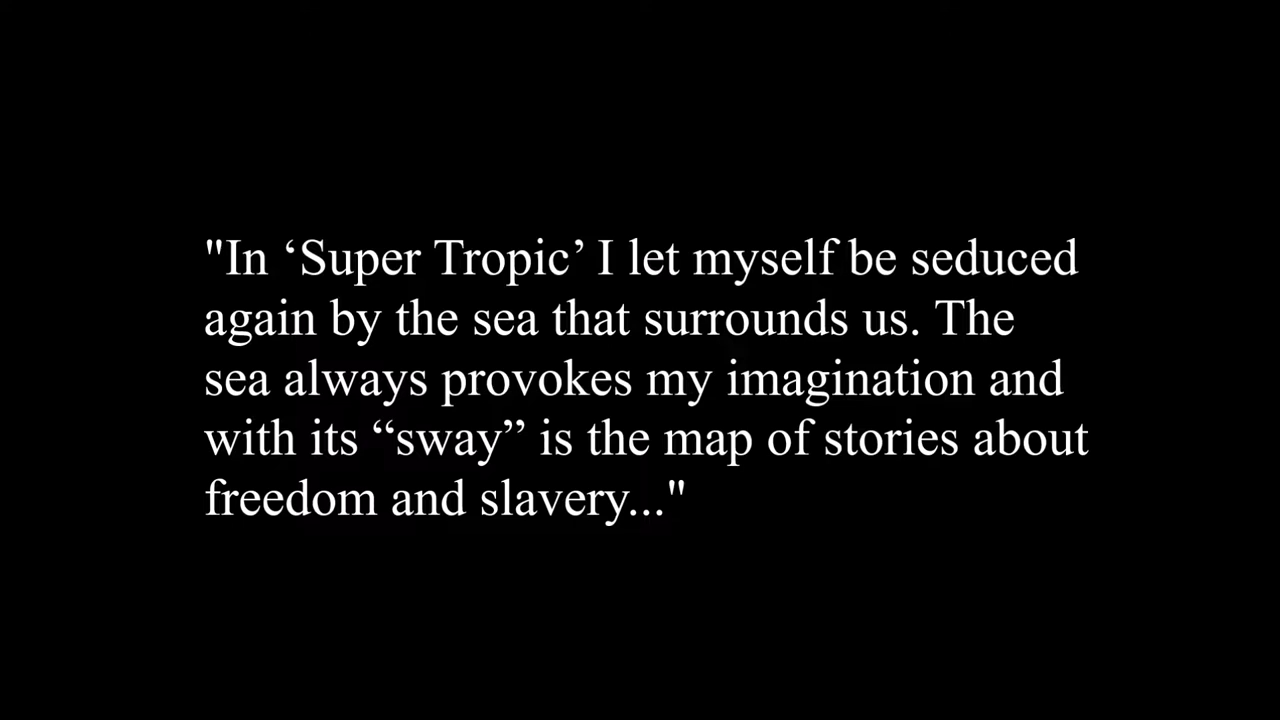 "In ‘Super Tropic’ I let myself be seduced
again by the sea that surrounds us. The
sea always provokes my imagination and
with its “sway” is the map of stories about
freedom and slavery..."